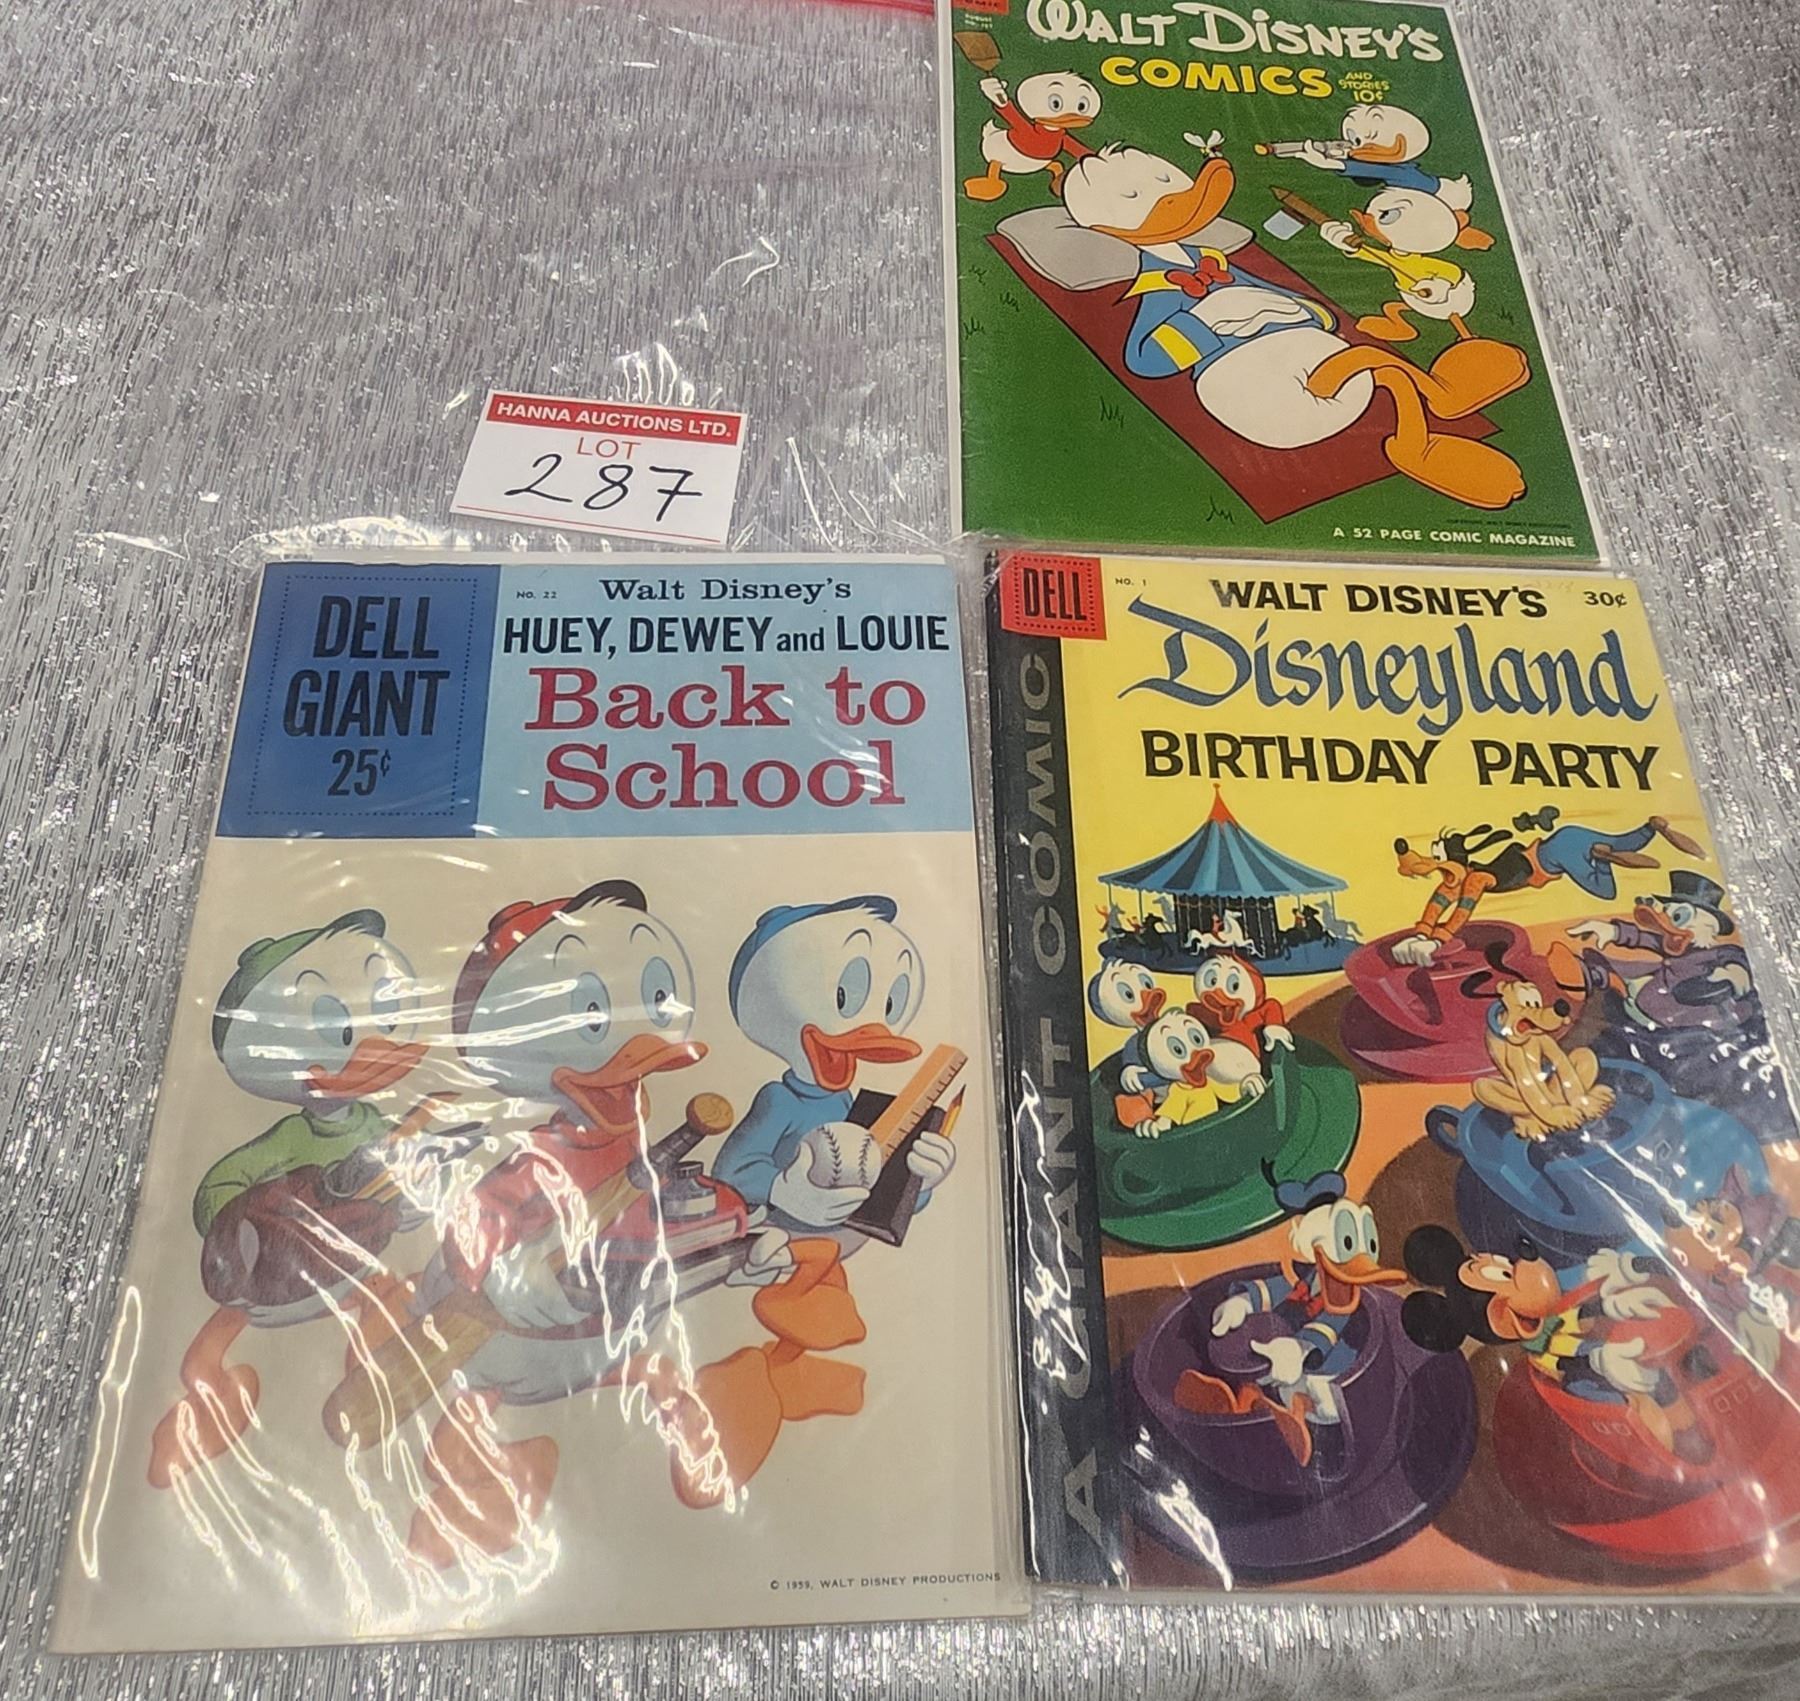 COMIC
AUGUST
WALT DISNEY'S
COMICS
AND
STORIES
10¢
A 52 PAGE COMIC MAGAZINE
HANNA AUCTIONS LTD.
LOT
287
DELL
GIANT
25¢
NO. 22
Walt Disney's
HUEY, DEWEY and LOUIE
Back to
School
© 1959, WALT DISNEY PRODUCTIONS
DELL
NO. 1
WALT DISNEY'S
30¢
Disneyland
BIRTHDAY PARTY
A GIANT COMIC